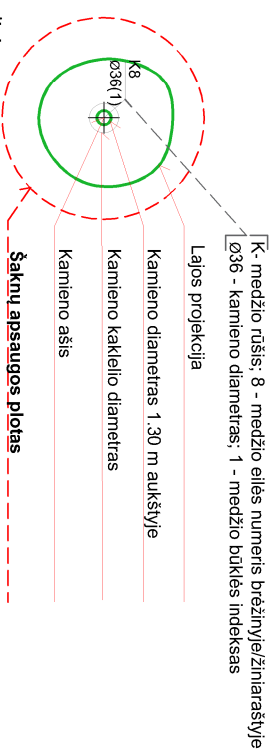 K- medžio rūšis; 8 - medžio eilės numeris brėžinyje/žiniaraštyje
Ø36 - kamieno diametras; 1 - medžio būklės indeksas
K8
Ø36(1)
Lajos projekcija
Kamieno diametras 1.30 m aukštyje
Kamieno kaklelio diametras
Kamieno ašis
Šaknų apsaugos plotas